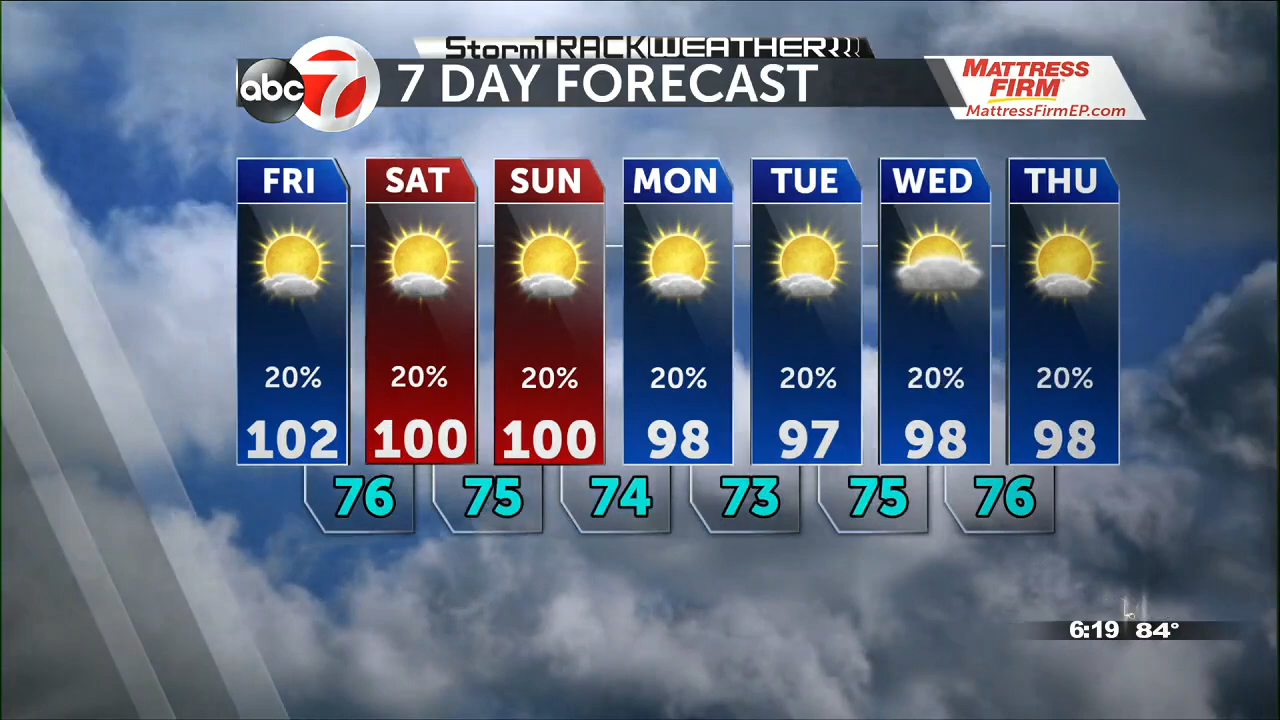 StormTRACKWEATHER
abc 7 7 DAY FORECAST
MATTRESS
FIRM
MattressFirmEP.com
FRI SAT SUN MON TUE WED THU
20% 20% 20% 20% 20% 20% 20%
102 100 100 98 97 98 98
76 75 74 73 75 76
6:19 84°